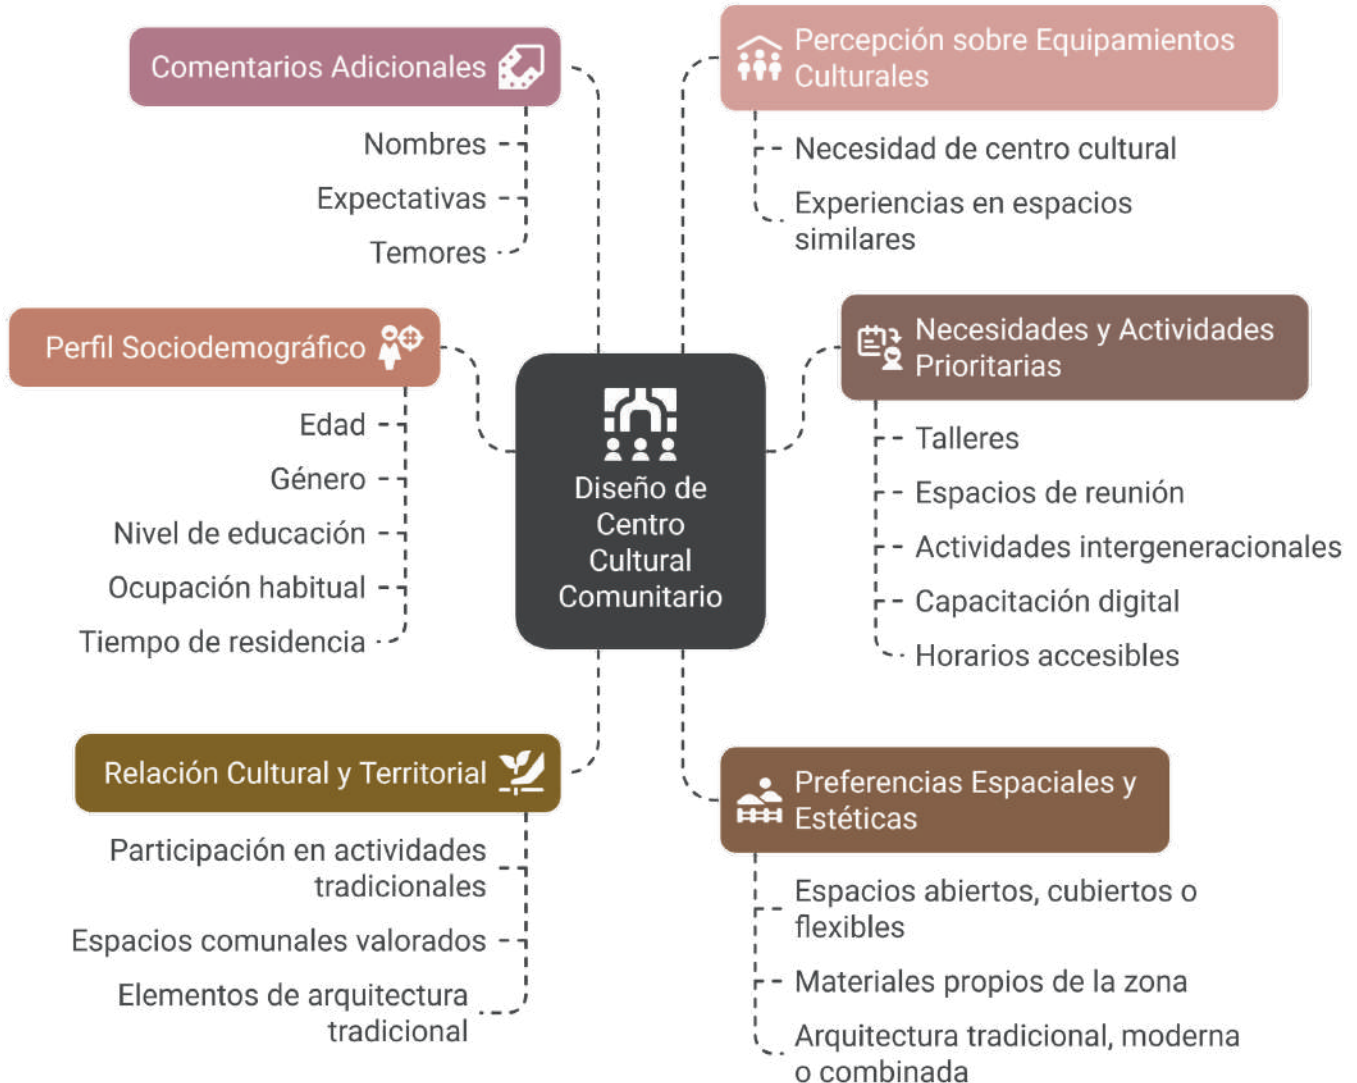 Comentarios Adicionales
Nombres
Expectativas
Temores
Percepción sobre Equipamientos
Culturales
Necesidad de centro cultural
Experiencias en espacios
similares
Perfil Sociodemográfico
Edad
Género
Nivel de educación
Ocupación habitual
Tiempo de residencia
Diseño de
Centro
Cultural
Comunitario
Necesidades y Actividades
Prioritarias
Talleres
Espacios de reunión
Actividades intergeneracionales
Capacitación digital
Horarios accesibles
Relación Cultural y Territorial
Participación en actividades
tradicionales
Espacios comunales valorados
Elementos de arquitectura
tradicional
Preferencias Espaciales y
Estéticas
Espacios abiertos, cubiertos o
flexibles
Materiales propios de la zona
Arquitectura tradicional, moderna
o combinada